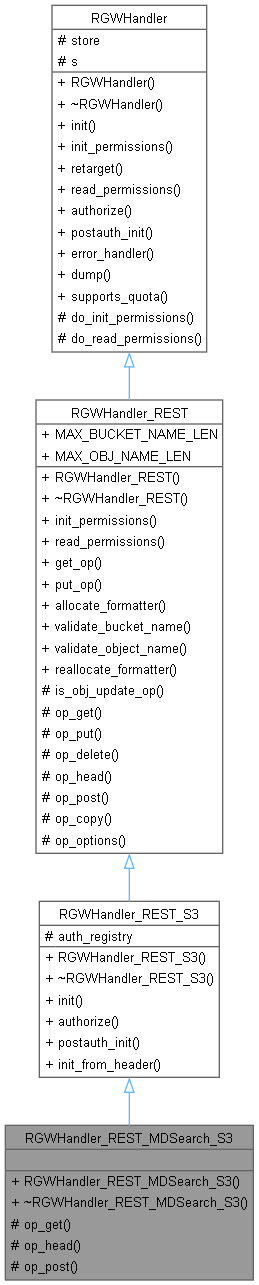 RGWHandler
# store
# s
+ RGWHandler()
+ ~RGWHandler()
+ init()
+ init_permissions()
+ retarget()
+ read_permissions()
+ authorize()
+ postauth_init()
+ error_handler()
+ dump()
+ supports_quota()
# do_init_permissions()
# do_read_permissions()
RGWHandler_REST
+ MAX_BUCKET_NAME_LEN
+ MAX_OBJ_NAME_LEN
+ RGWHandler_REST()
+ ~RGWHandler_REST()
+ init_permissions()
+ read_permissions()
+ get_op()
+ put_op()
+ allocate_formatter()
+ validate_bucket_name()
+ validate_object_name()
+ reallocate_formatter()
# is_obj_update_op()
# op_get()
# op_put()
# op_delete()
# op_head()
# op_post()
# op_copy()
# op_options()
RGWHandler_REST_S3
# auth_registry
+ RGWHandler_REST_S3()
+ ~RGWHandler_REST_S3()
+ init()
+ authorize()
+ postauth_init()
+ init_from_header()
RGWHandler_REST_MDSearch_S3
+ RGWHandler_REST_MDSearch_S3()
+ ~RGWHandler_REST_MDSearch_S3()
# op_get()
# op_head()
# op_post()